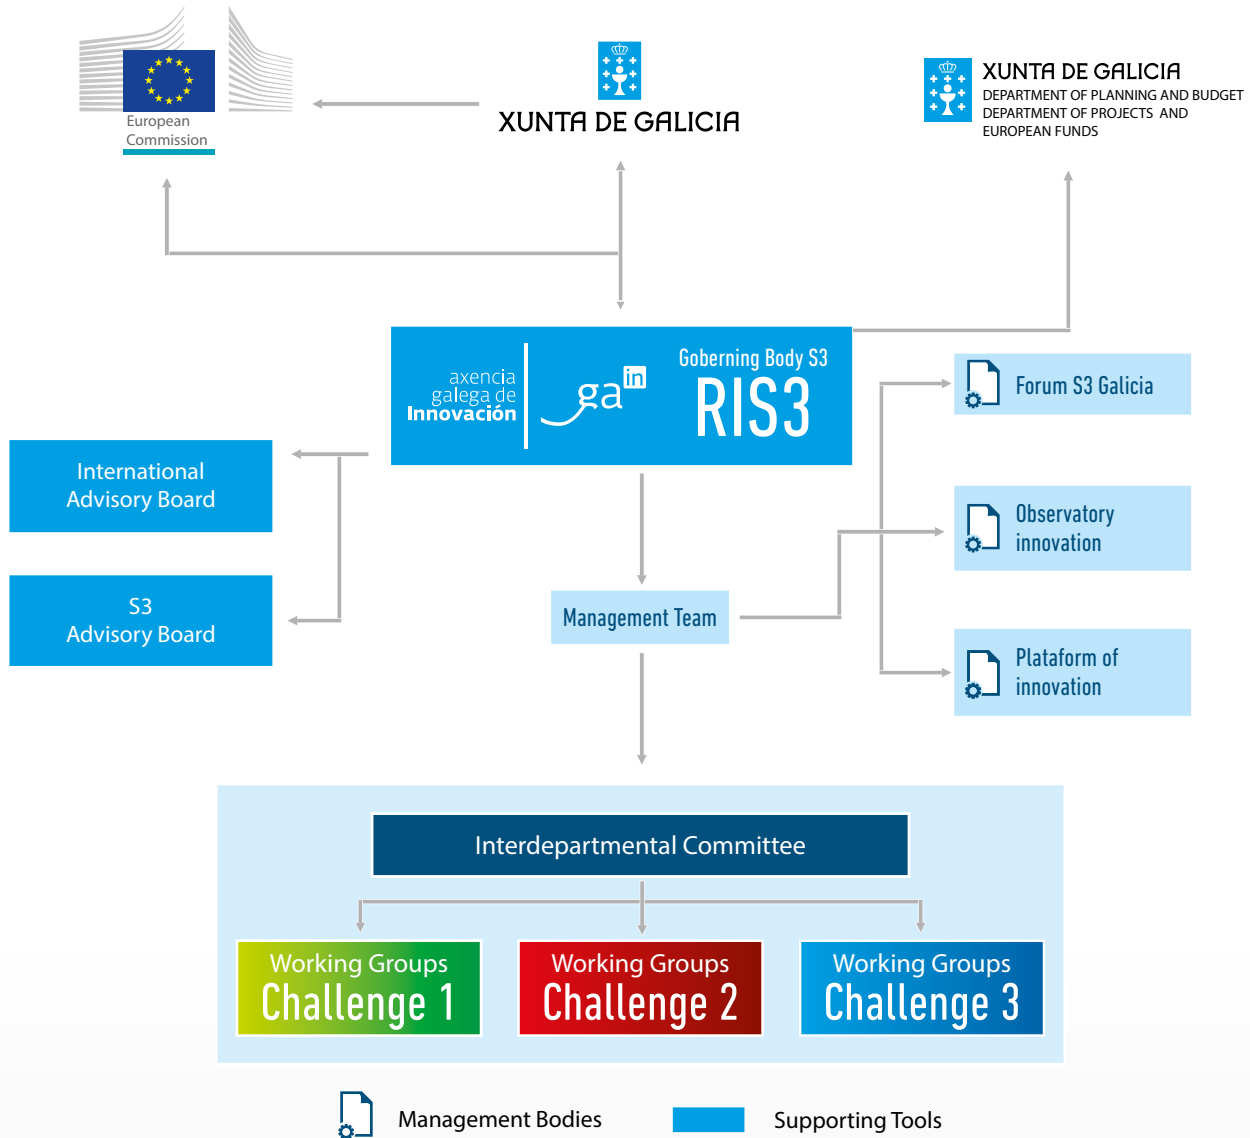 European
Commission
XUNTA DE GALICIA
XUNTA DE GALICIA
DEPARTMENT OF PLANNING AND BUDGET
DEPARTMENT OF PROJECTS AND
EUROPEAN FUNDS
axencia
galega de
Innovación
gain
Goberning Body S3
RIS3
Forum S3 Galicia
International
Advisory Board
Observatory
innovation
S3
Advisory Board
Management Team
Plataform of
innovation
Interdepartmental Committee
Working Groups
Challenge 1
Working Groups
Challenge 2
Working Groups
Challenge 3
Management Bodies
Supporting Tools